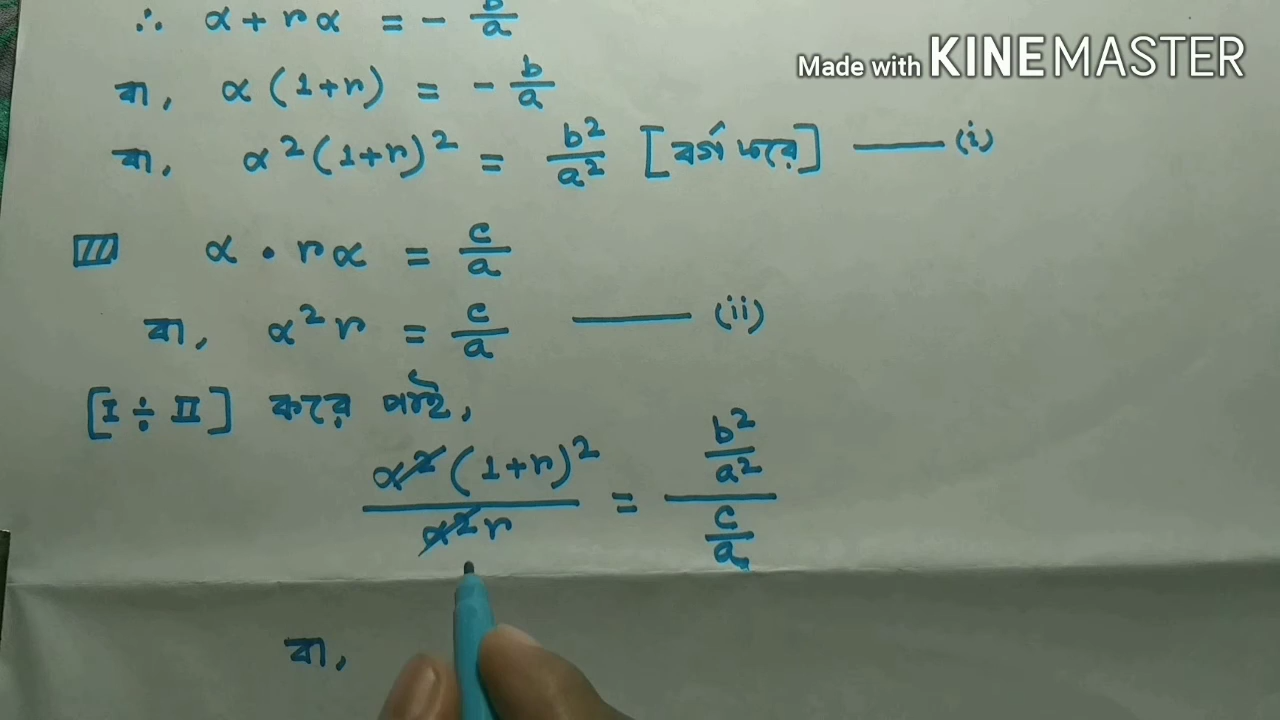 ∴ α + rα = - b/a
Made with KINEMASTER
বা, α (1+r) = - b/a
বা, α²(1+r)² = b²/a² [বর্গ করে] —— (i)
α · rα = c/a
বা, α²r = c/a —— (ii)
[I ÷ II] করে পাই,
α²(1+r)² / α²r = (b²/a²) / (c/a)
বা,